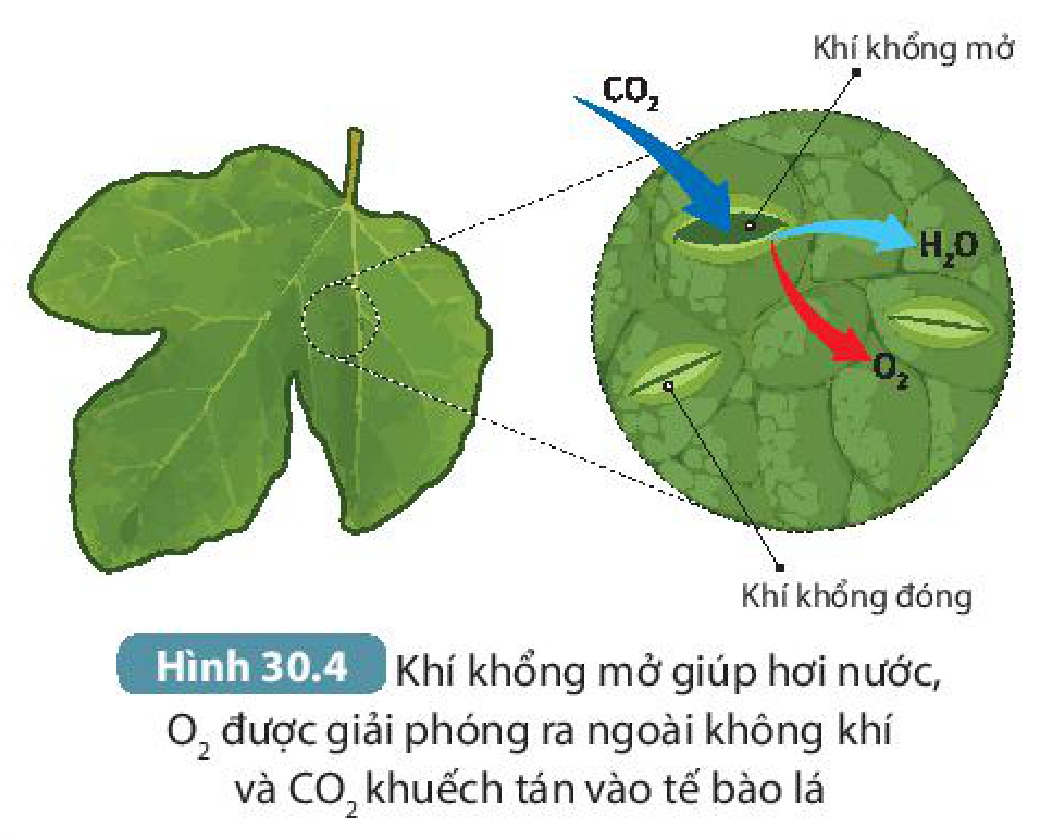 Khí khổng mở
CO₂
H₂O
O₂
Khí khổng đóng
Hình 30.4 Khí khổng mở giúp hơi nước,
O₂ được giải phóng ra ngoài không khí
và CO₂ khuếch tán vào tế bào lá